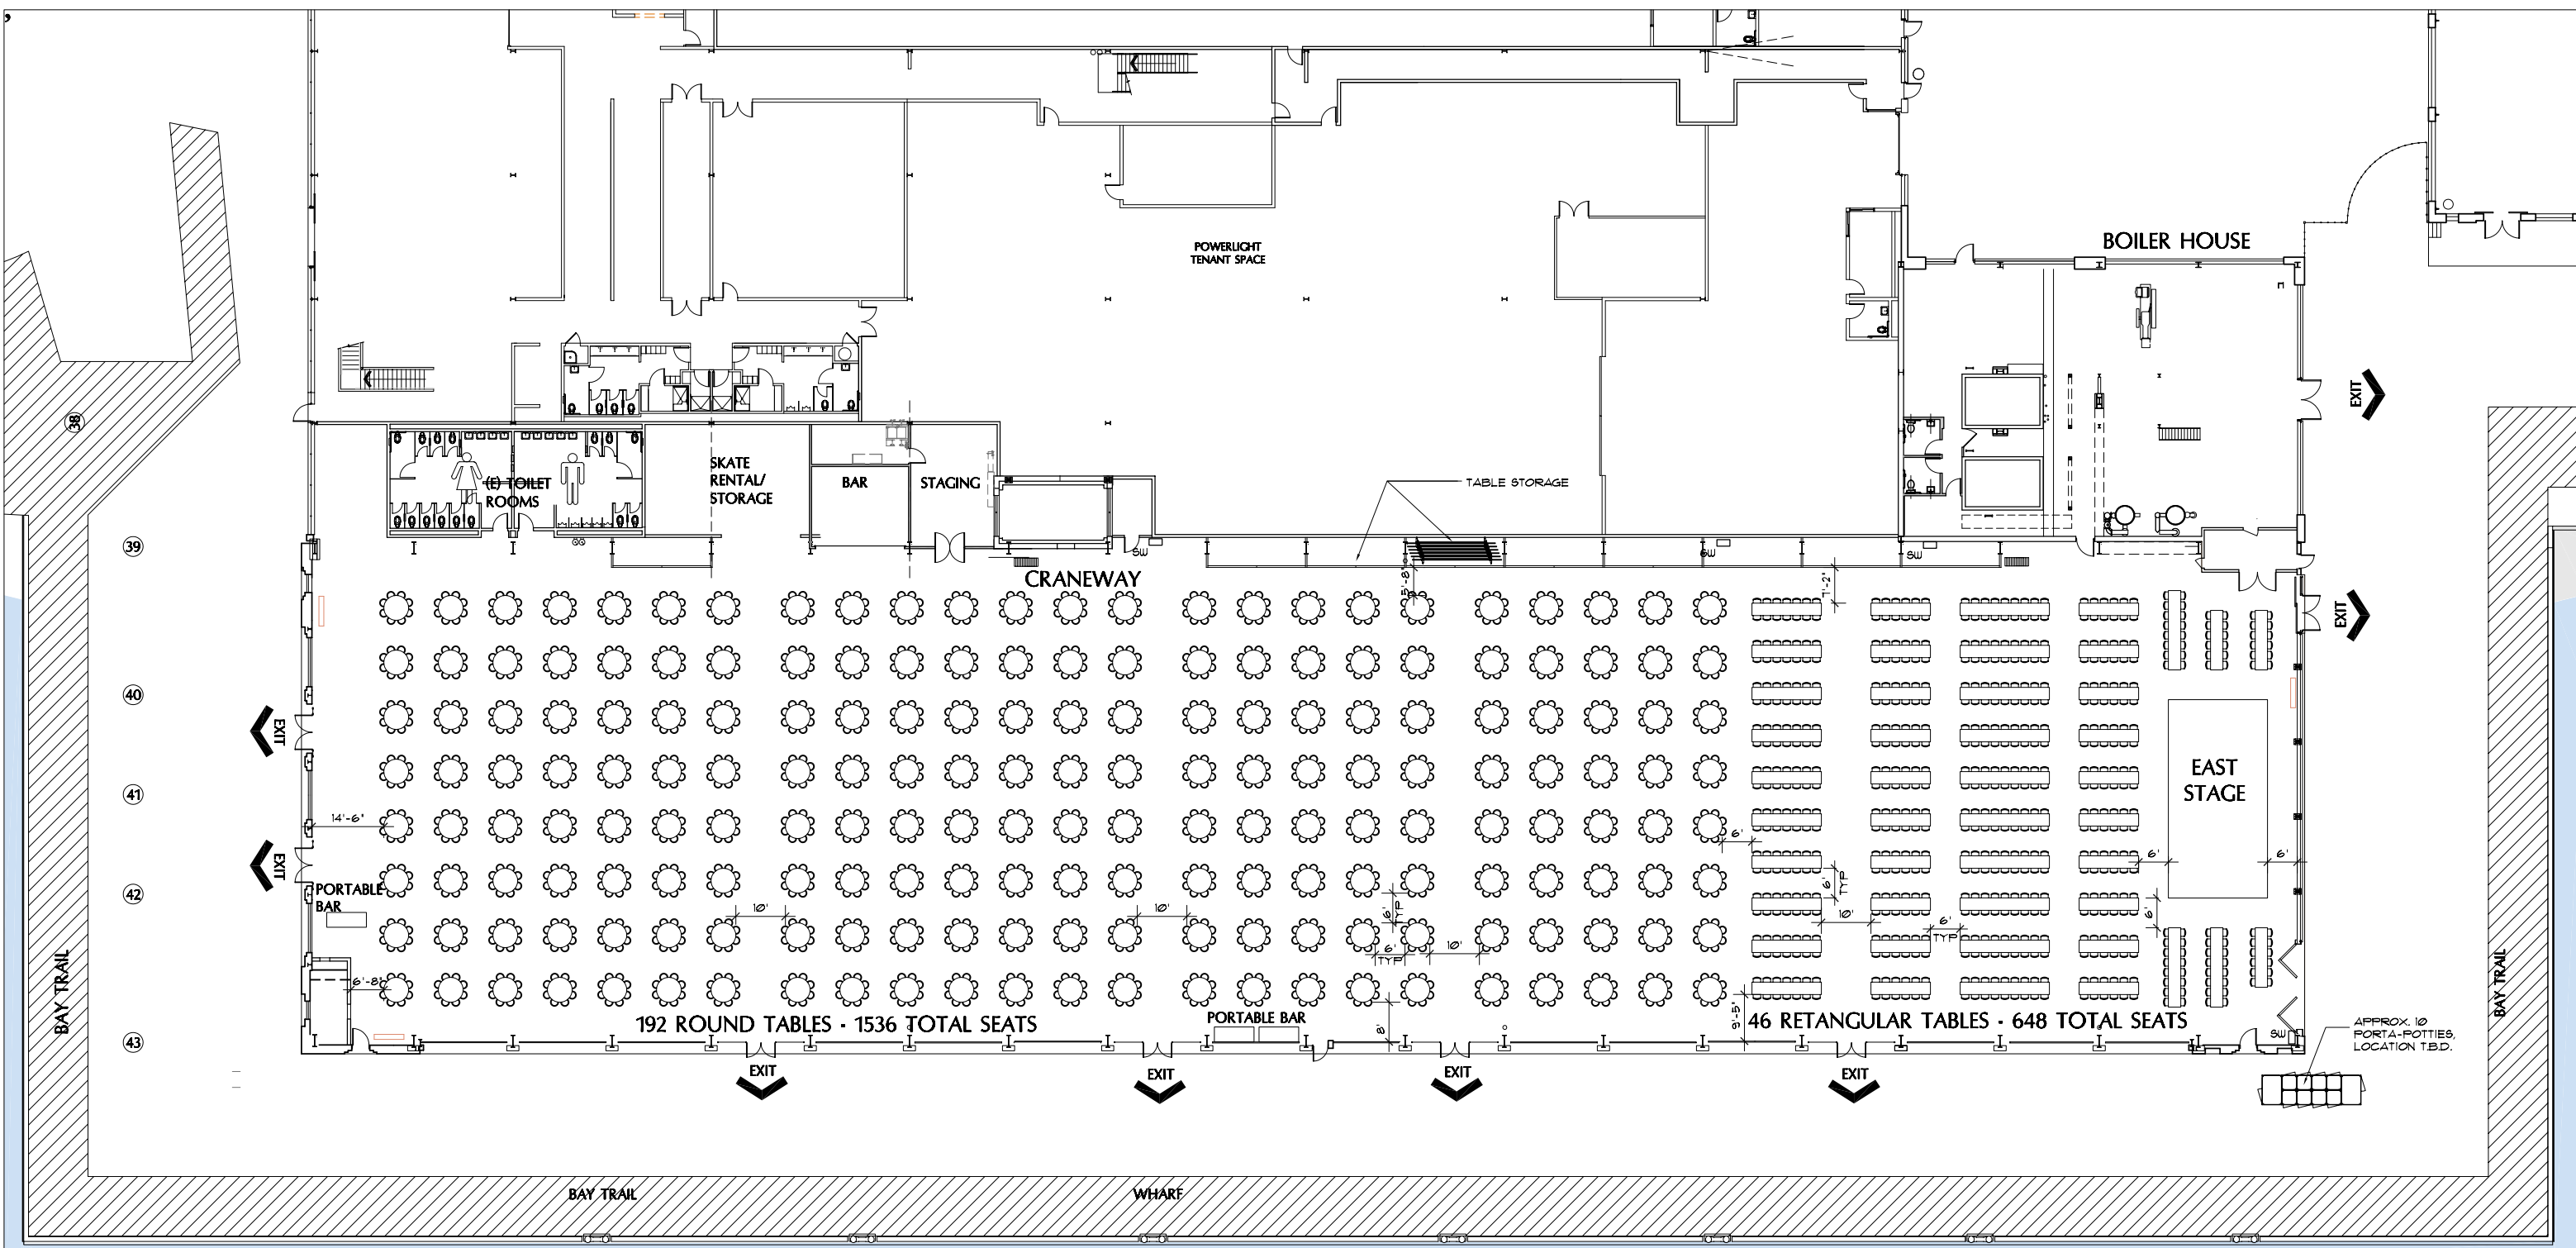 POWERLIGHT
TENANT SPACE
BOILER HOUSE
EXIT
38
SKATE
RENTAL/
STORAGE
(E) TOILET
ROOMS
BAR
STAGING
TABLE STORAGE
39
SW
SW
SW
CRANEWAY
5'-8"
7'-2"
EXIT
40
EXIT
EAST
STAGE
41
14'-6"
6'
EXIT
42
PORTABLE
BAR
6'
TYP
6'
TYP
6'
6'
10'
10'
10'
6'
TYP
6'
6'
TYP
10'
BAY TRAIL
6'-8"
BAY TRAIL
192 ROUND TABLES - 1536 TOTAL SEATS
PORTABLE BAR
8'
9'-5"
46 RETANGULAR TABLES - 648 TOTAL SEATS
43
SW
APPROX. 10
PORTA-POTTIES,
LOCATION T.B.D.
EXIT
EXIT
EXIT
EXIT
BAY TRAIL
WHARF